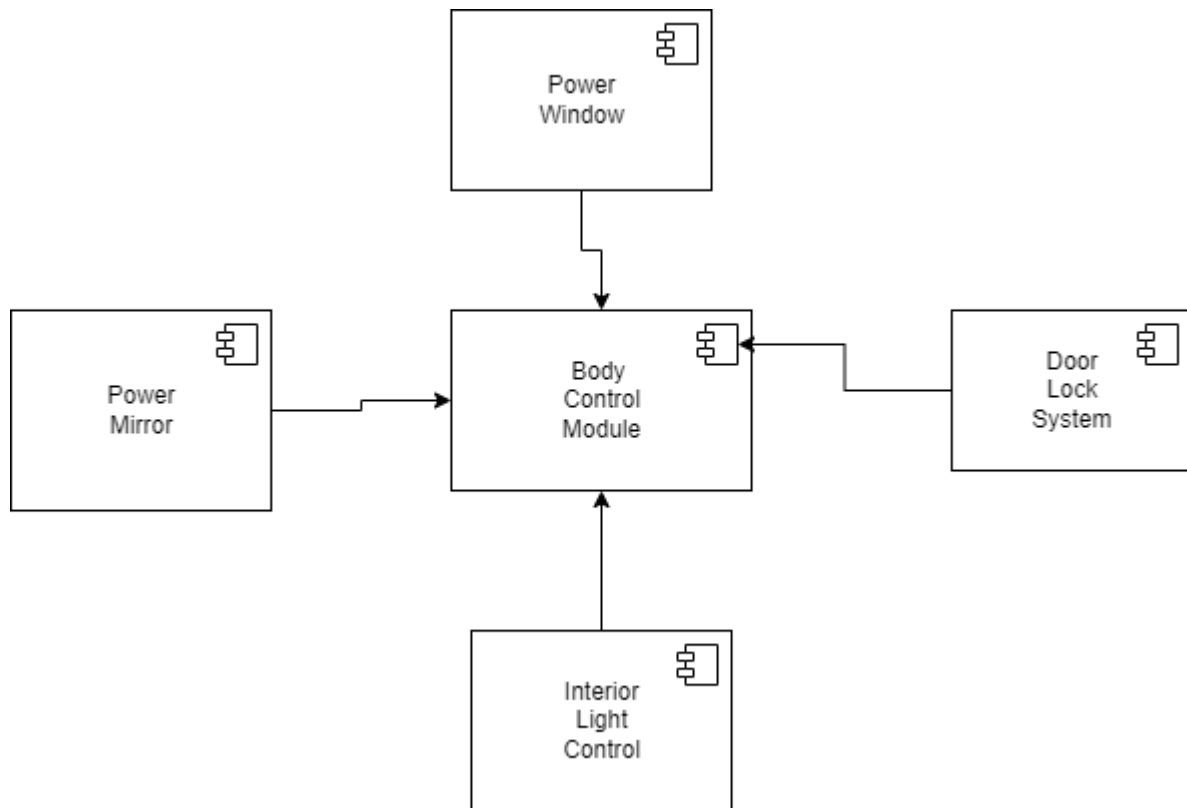 Power
Window
Power
Mirror
Body
Control
Module
Door
Lock
System
Interior
Light
Control